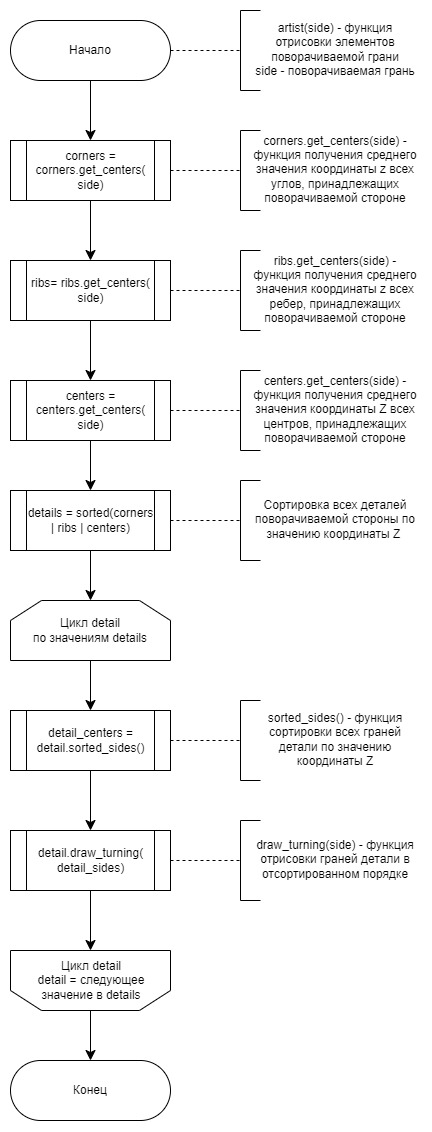 Начало
artist(side) - функция
отрисовки элементов
поворачиваемой грани
side - поворачиваемая грань
corners =
corners.get_centers(
side)
corners.get_centers(side) -
функция получения среднего
значения координаты z всех
углов, принадлежащих
поворачиваемой стороне
ribs= ribs.get_centers(
side)
ribs.get_centers(side) -
функция получения среднего
значения координаты z всех
ребер, принадлежащих
поворачиваемой стороне
centers =
centers.get_centers(
side)
centers.get_centers(side) -
функция получения среднего
значения координаты Z всех
центров, принадлежащих
поворачиваемой стороне
details = sorted(corners
| ribs | centers)
Сортировка всех деталей
поворачиваемой стороны по
значению координаты Z
Цикл detail
по значениям details
detail_centers =
detail.sorted_sides()
sorted_sides() - функция
сортировки всех граней
детали по значению
координаты Z
detail.draw_turning(
detail_sides)
draw_turning(side) - функция
отрисовки граней детали в
отсортированном порядке
Цикл detail
detail = следующее
значение в details
Конец